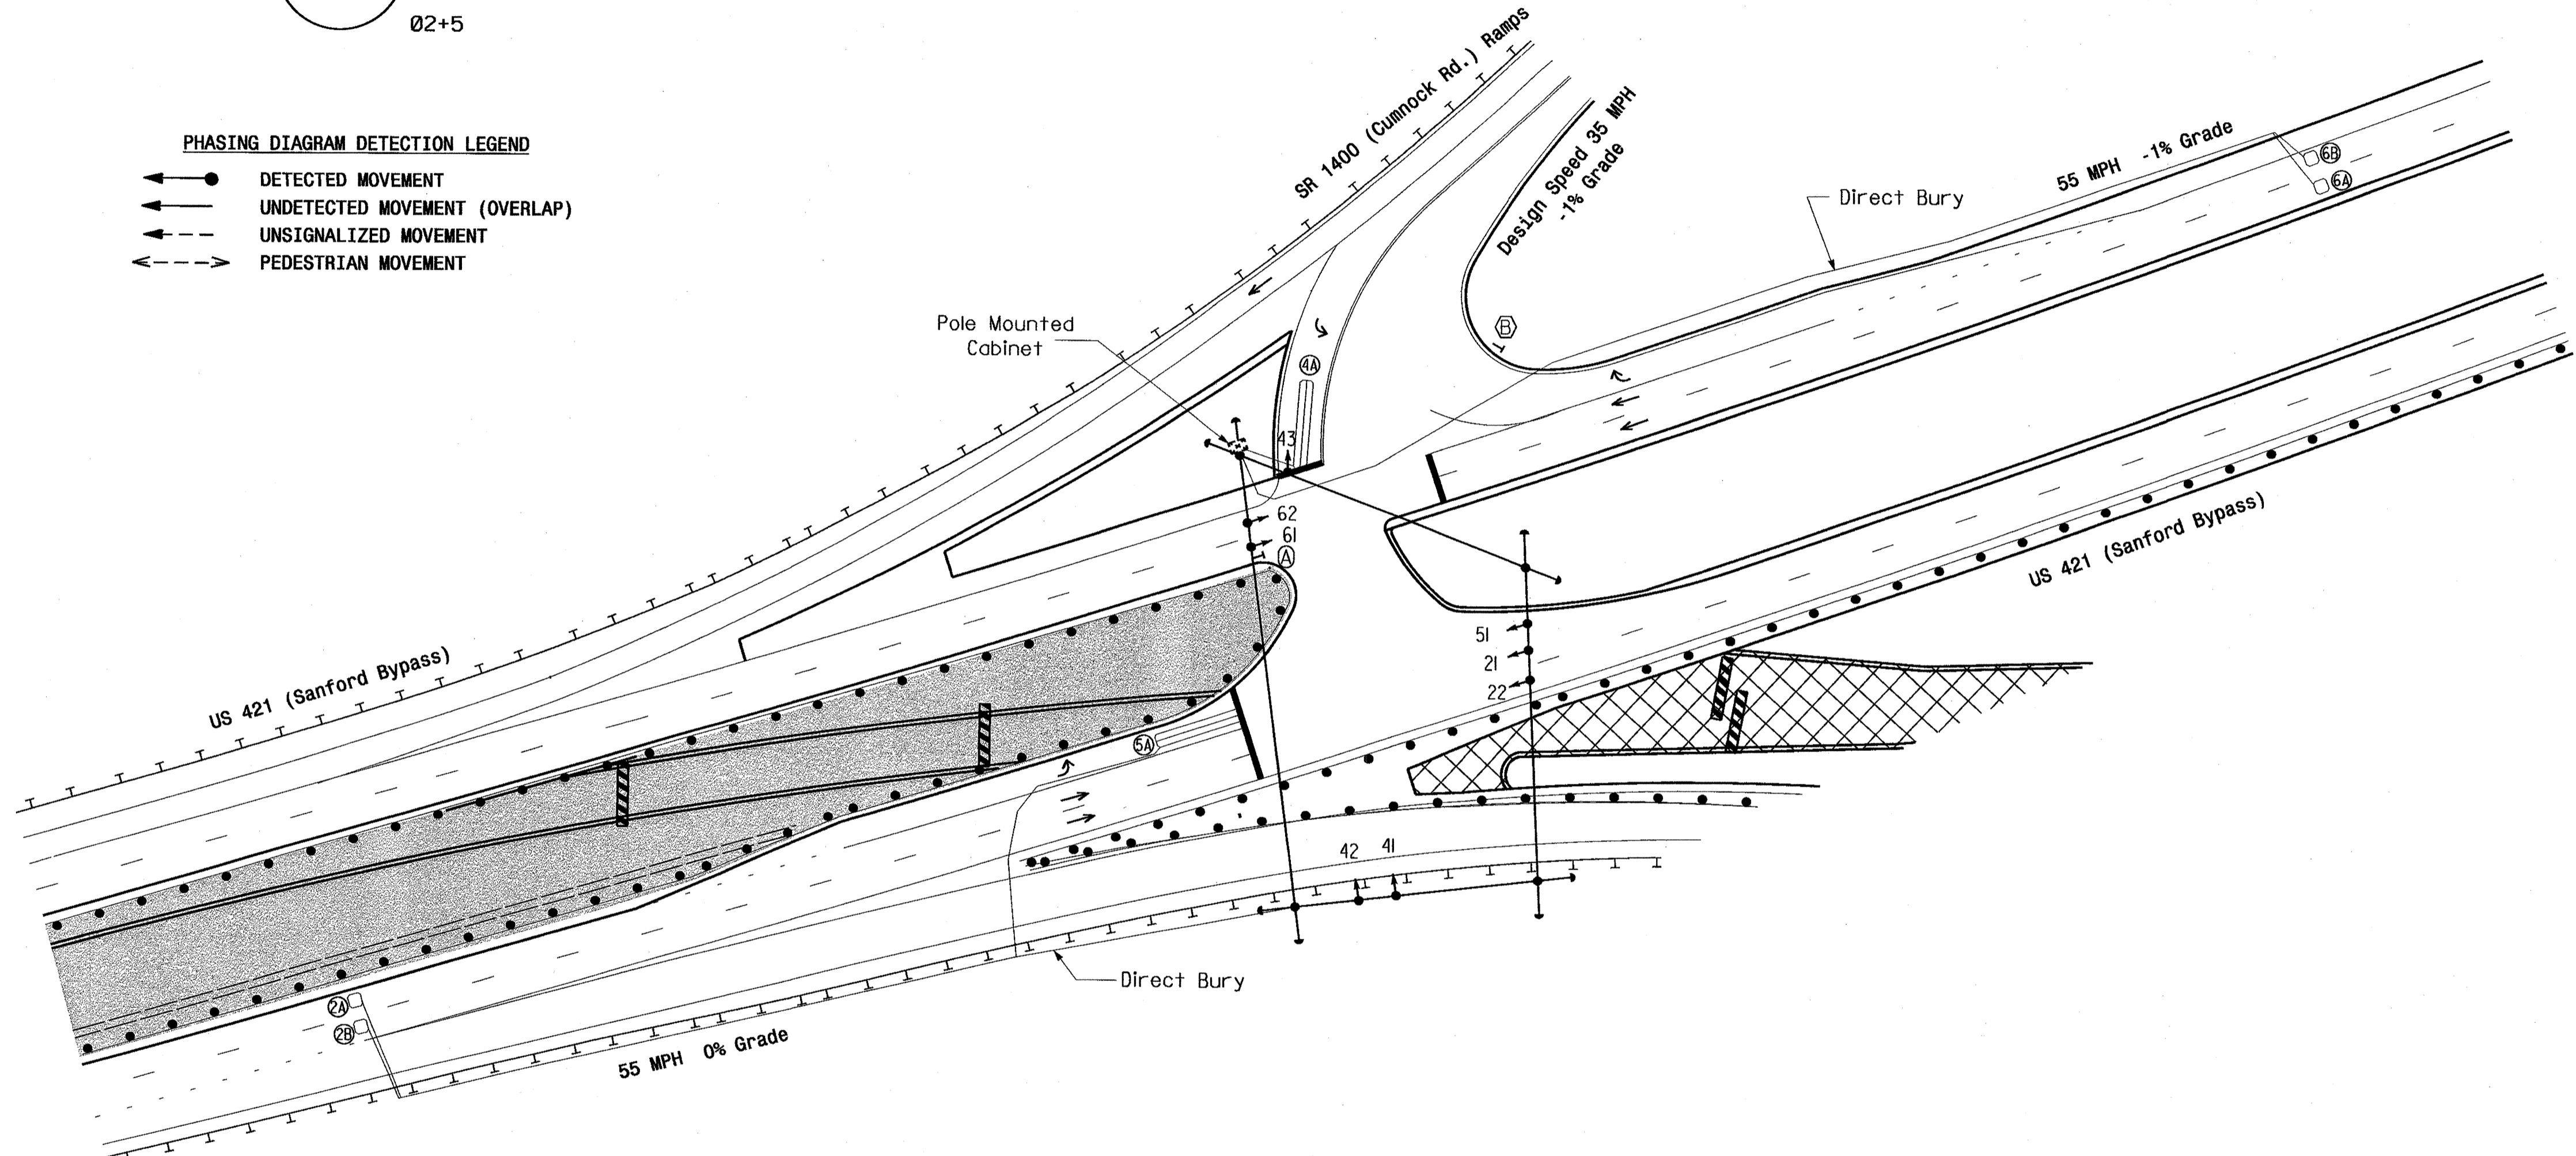 02+5
PHASING DIAGRAM DETECTION LEGEND
DETECTED MOVEMENT
UNDETECTED MOVEMENT (OVERLAP)
UNSIGNALIZED MOVEMENT
PEDESTRIAN MOVEMENT
SR 1400 (Cumnock Rd.) Ramps
Design Speed 35 MPH
-1% Grade
55 MPH -1% Grade
6B
6A
Direct Bury
Pole Mounted
Cabinet
B
4A
43
62
61
A
51
21
22
US 421 (Sanford Bypass)
US 421 (Sanford Bypass)
5A
42 41
Direct Bury
2A
2B
55 MPH 0% Grade